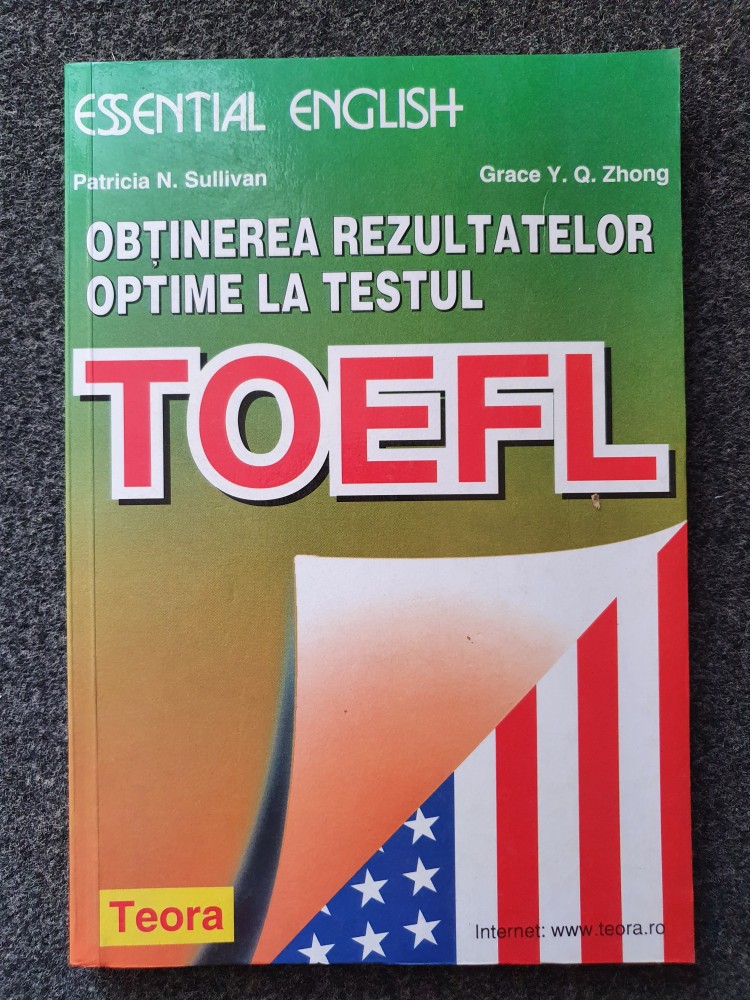 ESSENTIAL ENGLISH
Patricia N. Sullivan Grace Y. Q. Zhong
OBȚINEREA REZULTATELOR
OPTIME LA TESTUL
TOEFL
Teora
Internet: www.teora.ro